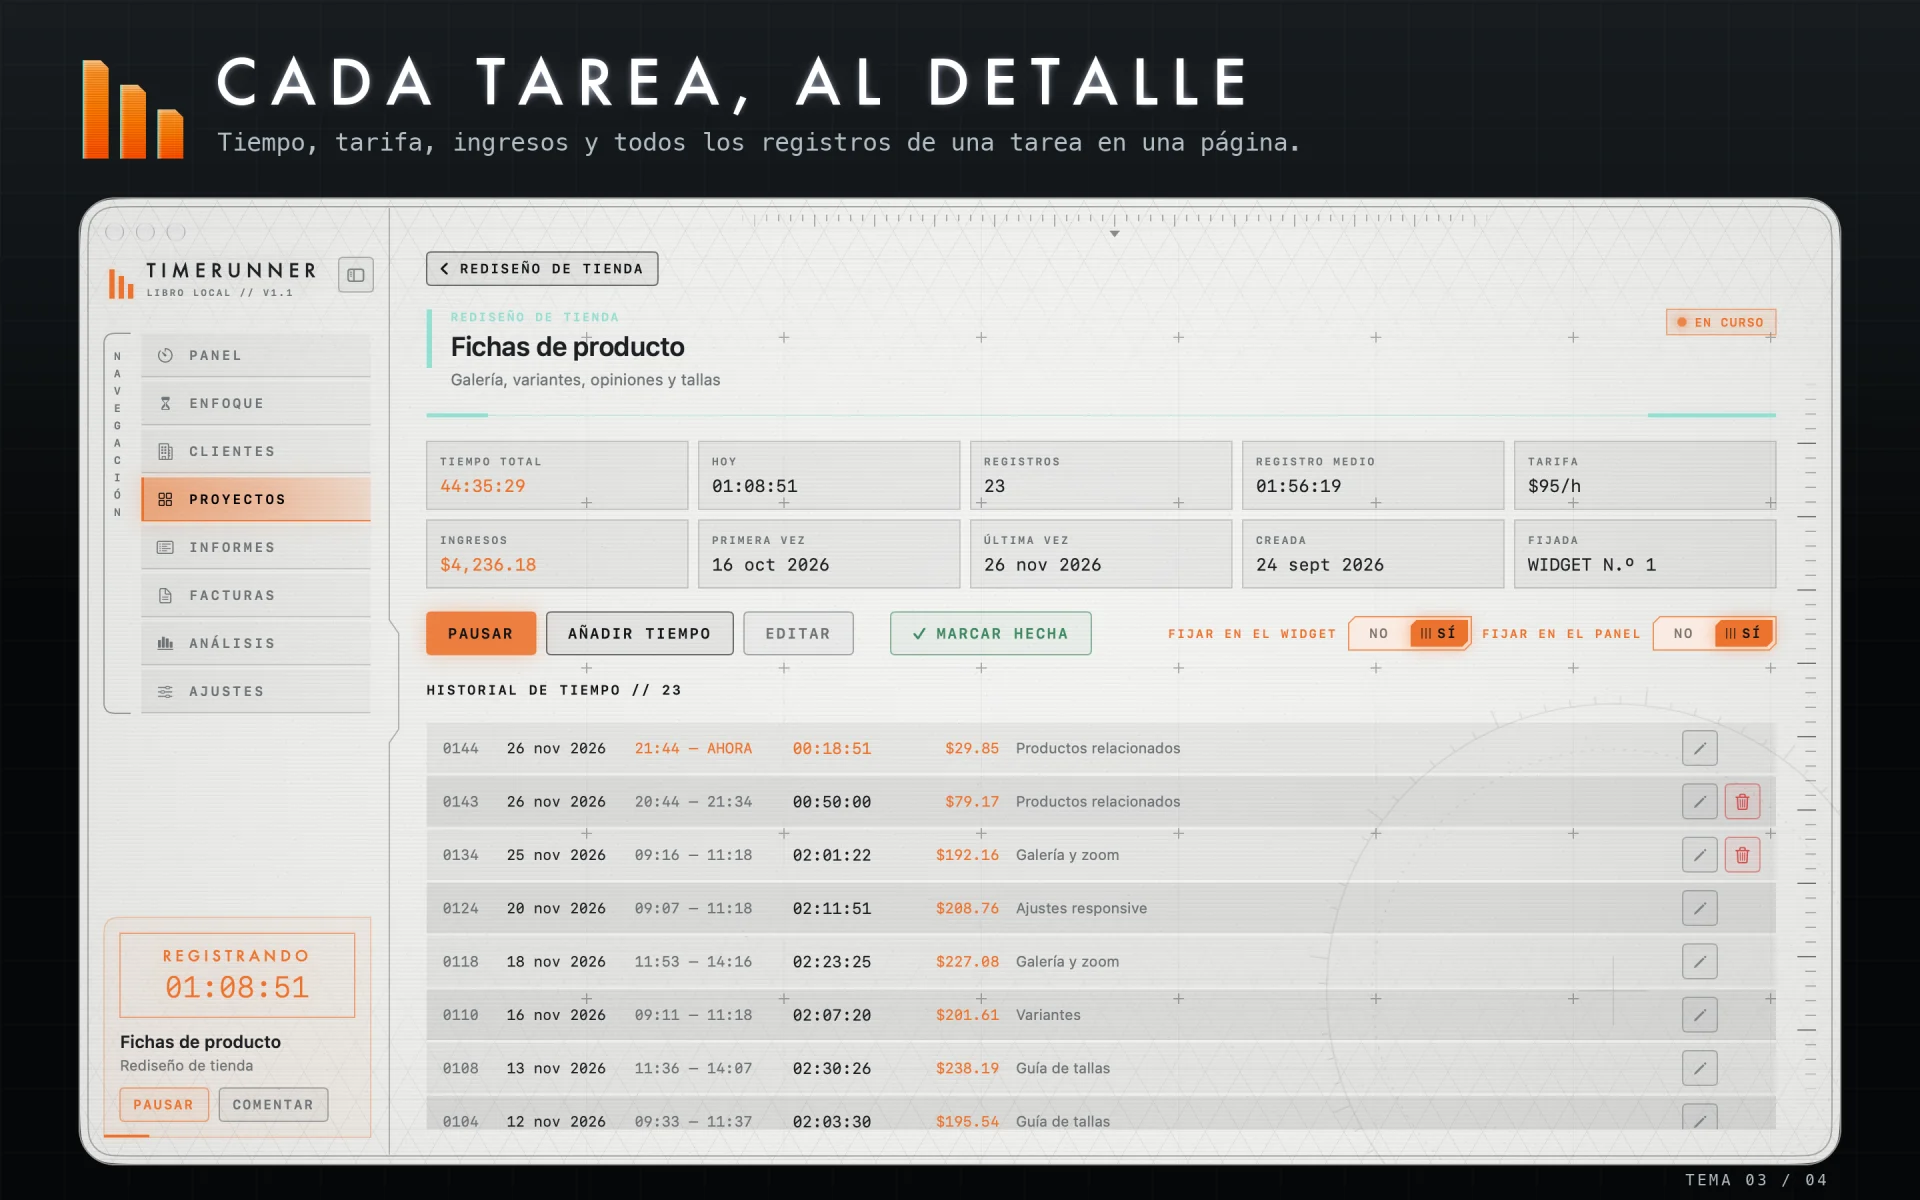 CADA TAREA, AL DETALLE
Tiempo, tarifa, ingresos y todos los registros de una tarea en una página.
TIMERUNNER
LIBRO LOCAL // V1.1
NAVEGACIÓN
PANEL
ENFOQUE
CLIENTES
PROYECTOS
INFORMES
FACTURAS
ANÁLISIS
AJUSTES
REGISTRANDO
01:08:51
Fichas de producto
Rediseño de tienda
PAUSAR COMENTAR
REDISEÑO DE TIENDA
REDISEÑO DE TIENDA
Fichas de producto
Galería, variantes, opiniones y tallas
EN CURSO
TIEMPO TOTAL HOY REGISTROS REGISTRO MEDIO TARIFA
44:35:29 01:08:51 23 01:56:19 $95/h
INGRESOS PRIMERA VEZ ÚLTIMA VEZ CREADA FIJADA
$4,236.18 16 oct 2026 26 nov 2026 24 sept 2026 WIDGET N.º 1
PAUSAR AÑADIR TIEMPO EDITAR MARCAR HECHA FIJAR EN EL WIDGET NO SÍ FIJAR EN EL PANEL NO SÍ
HISTORIAL DE TIEMPO // 23
0144 26 nov 2026 21:44 — AHORA 00:18:51 $29.85 Productos relacionados
0143 26 nov 2026 20:44 — 21:34 00:50:00 $79.17 Productos relacionados
0134 25 nov 2026 09:16 — 11:18 02:01:22 $192.16 Galería y zoom
0124 20 nov 2026 09:07 — 11:18 02:11:51 $208.76 Ajustes responsive
0118 18 nov 2026 11:53 — 14:16 02:23:25 $227.08 Galería y zoom
0110 16 nov 2026 09:11 — 11:18 02:07:20 $201.61 Variantes
0108 13 nov 2026 11:36 — 14:07 02:30:26 $238.19 Guía de tallas
0104 12 nov 2026 09:33 — 11:37 02:03:30 $195.54 Guía de tallas
TEMA 03 / 04